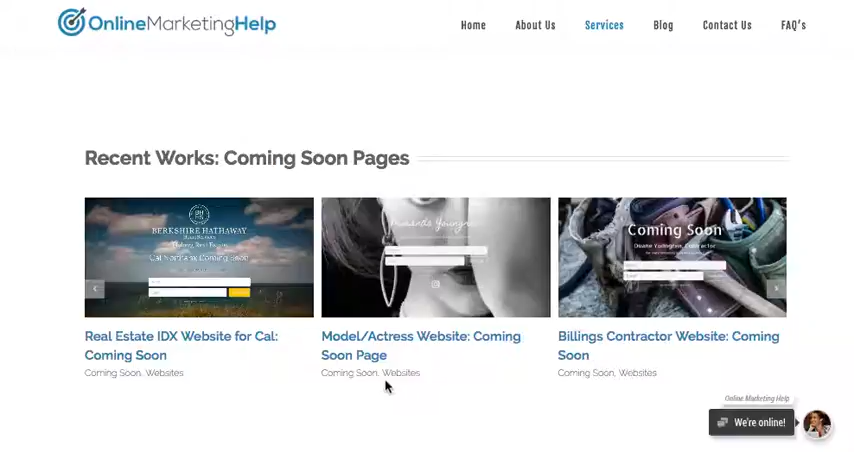 OnlineMarketingHelp
Home
About Us
Services
Blog
Contact Us
FAQ's
Recent Works: Coming Soon Pages
BERKSHIRE HATHAWAY
Coming Soon
Real Estate IDX Website for Cal:
Coming Soon
Coming Soon, Websites
Model/Actress Website: Coming
Soon Page
Coming Soon, Websites
Billings Contractor Website: Coming
Soon
Coming Soon, Websites
Online Marketing Help
We're online!